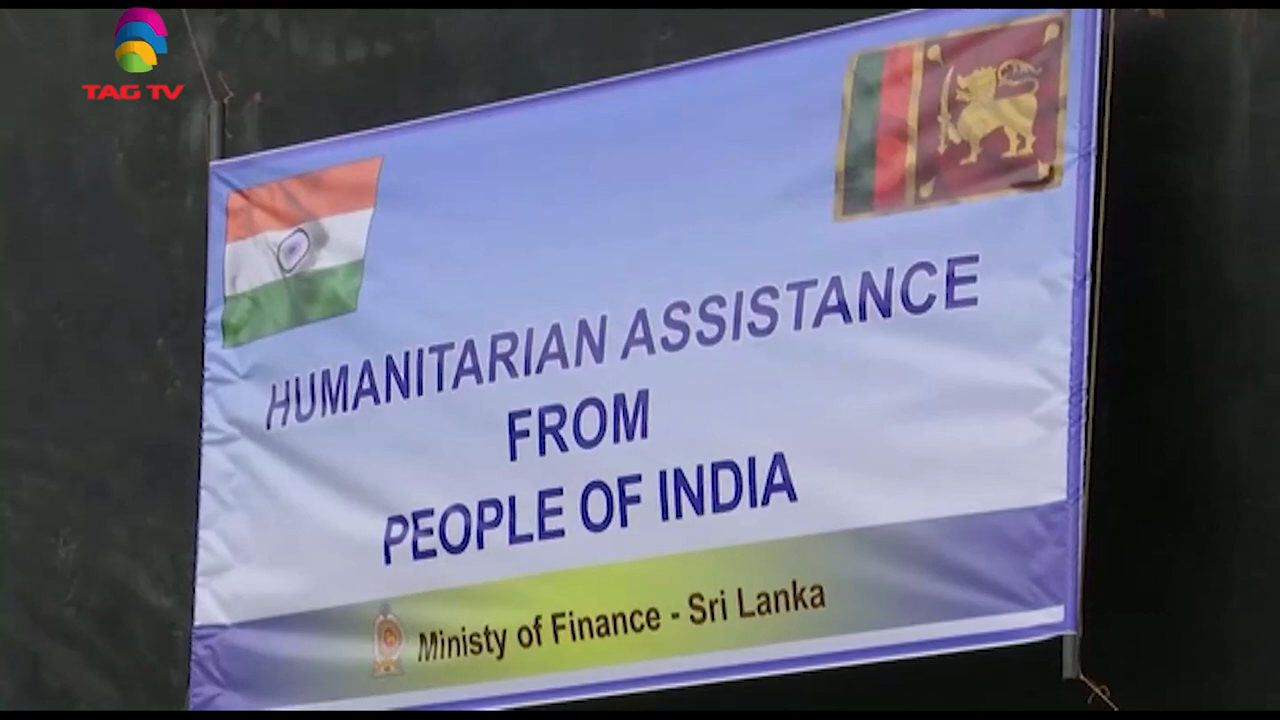 TAG TV
HUMANITARIAN ASSISTANCE
FROM
PEOPLE OF INDIA
Ministy of Finance - Sri Lanka